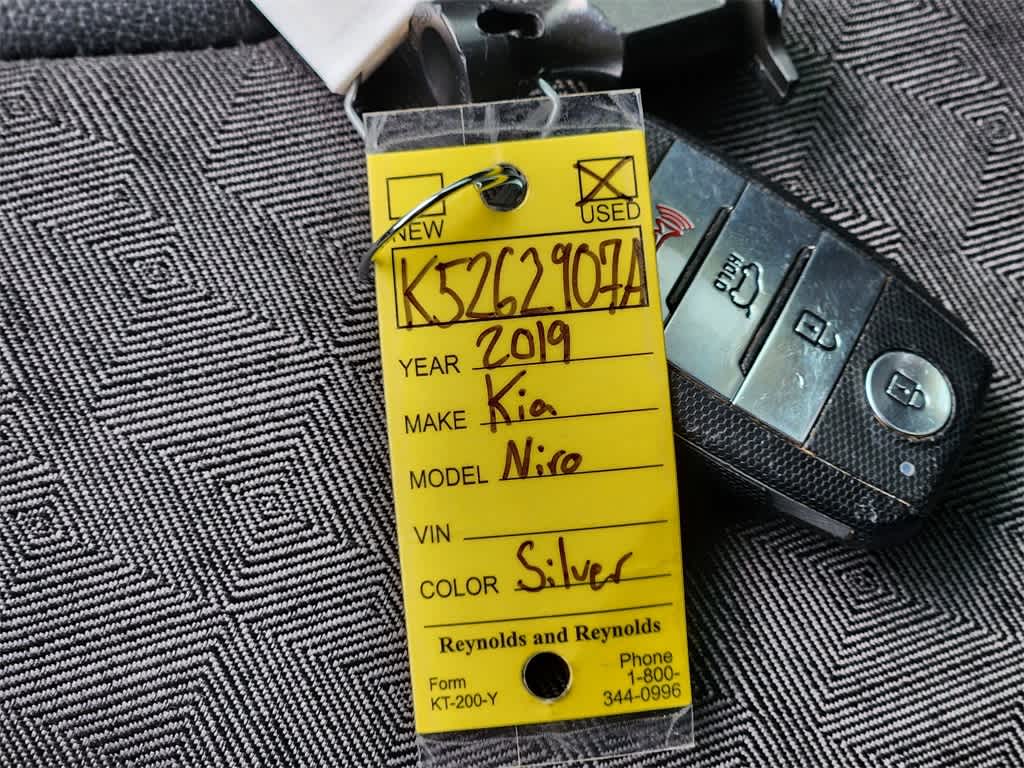 NEW USED
K5262907A
YEAR 2019
MAKE Kia
MODEL Niro
VIN
COLOR Silver
Reynolds and Reynolds
Form
KT-200-Y
Phone
1-800-
344-0996
HOLD